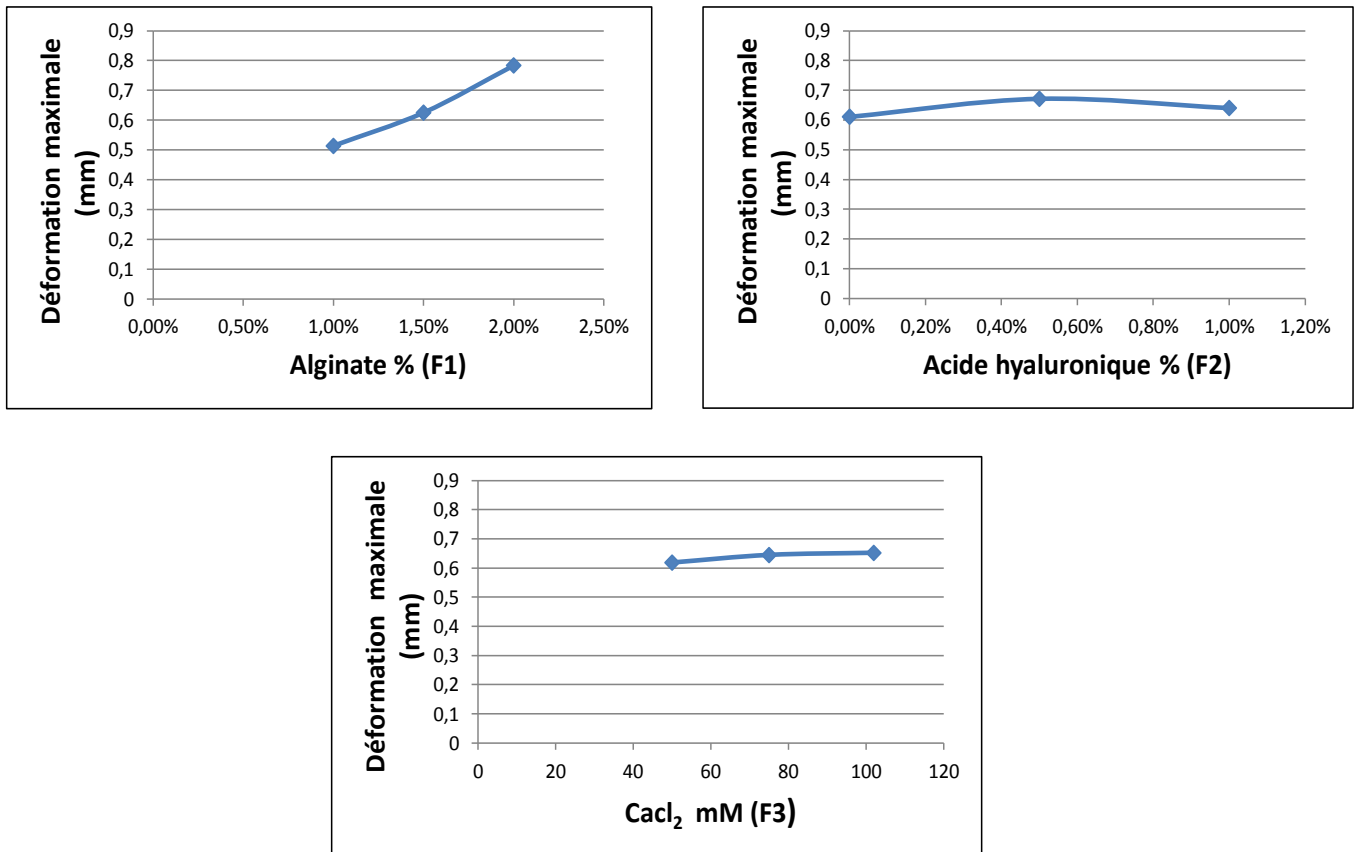 Déformation maximale
(mm)
0,9
0,8
0,7
0,6
0,5
0,4
0,3
0,2
0,1
0
0,00% 0,50% 1,00% 1,50% 2,00% 2,50%
Alginate % (F1)
Déformation maximale
(mm)
0,9
0,8
0,7
0,6
0,5
0,4
0,3
0,2
0,1
0
0,00% 0,20% 0,40% 0,60% 0,80% 1,00% 1,20%
Acide hyaluronique % (F2)
Déformation maximale
(mm)
0,9
0,8
0,7
0,6
0,5
0,4
0,3
0,2
0,1
0
0 20 40 60 80 100 120
Cacl₂ mM (F3)